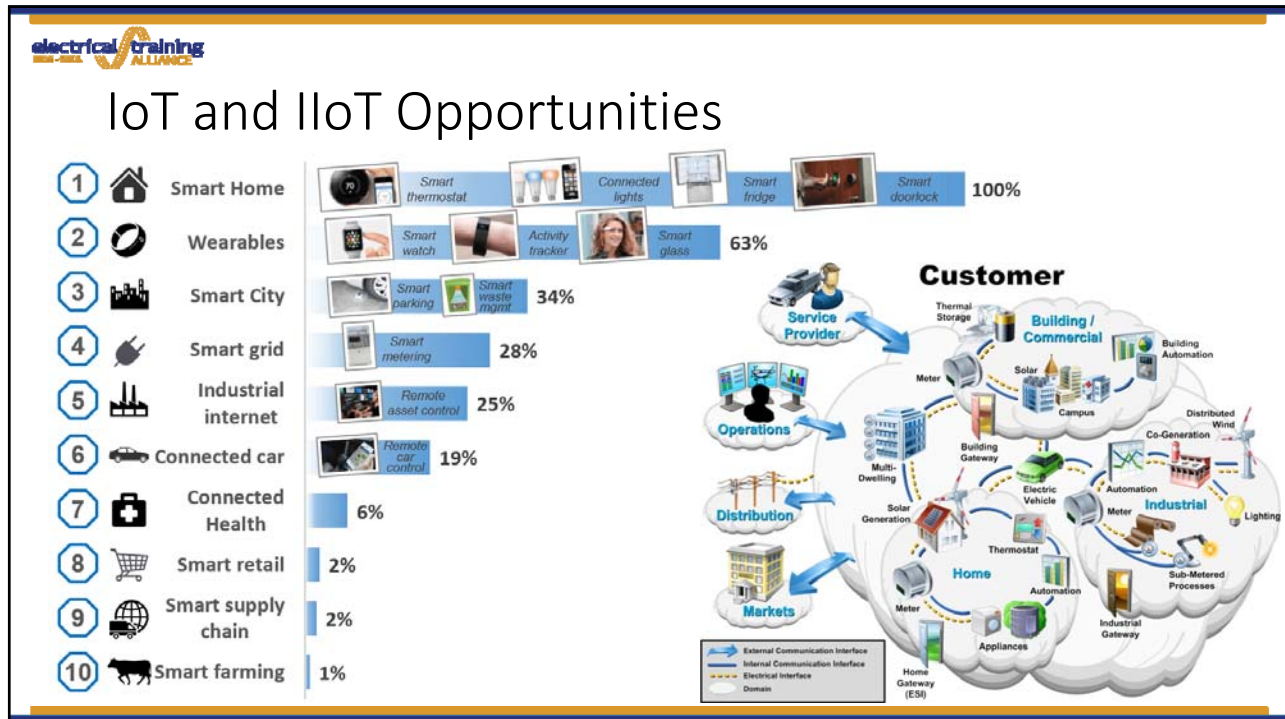 electrical training
ALLIANCE
IoT and IIoT Opportunities
1
Smart Home
Smart
thermostat
Connected
lights
Smart
fridge
Smart
doorlock
100%
2
Wearables
Smart
watch
Activity
tracker
Smart
glass
63%
3
Smart City
Smart
parking
Smart
waste
mgmt
34%
4
Smart grid
Smart
metering
28%
5
Industrial
internet
Remote
asset control
25%
6
Connected car
Remote
car
control
19%
7
Connected
Health
6%
8
Smart retail
2%
9
Smart supply
chain
2%
10
Smart farming
1%
Customer
Service
Provider
Operations
Distribution
Markets
Thermal
Storage
Building /
Commercial
Building
Automation
Meter
Solar
Campus
Building
Gateway
Multi-
Dwelling
Electric
Vehicle
Distributed
Wind
Co-Generation
Automation
Industrial
Meter
Lighting
Sub-Metered
Processes
Industrial
Gateway
Solar
Generation
Thermostat
Home
Automation
Meter
Appliances
Home
Gateway
(ESI)
External Communication Interface
Internal Communication Interface
Electrical Interface
Domain